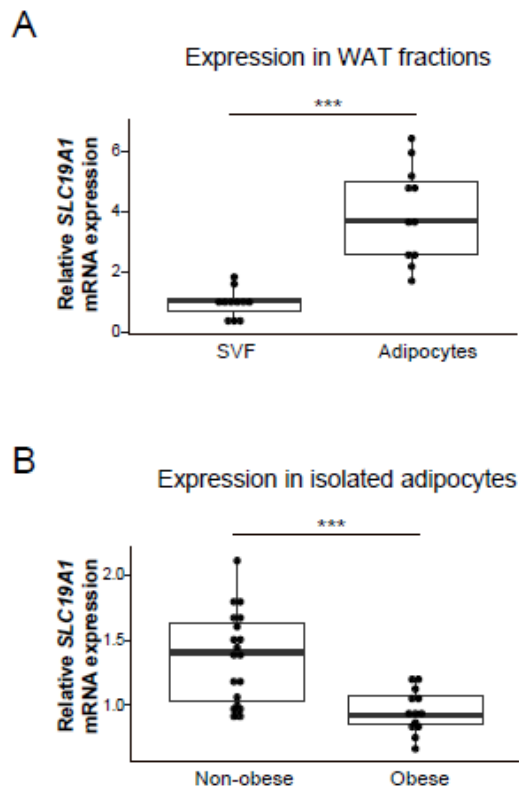 A
Expression in WAT fractions
***
Relative SLC19A1
mRNA expression
6
4
2
0
SVF
Adipocytes
B
Expression in isolated adipocytes
***
Relative SLC19A1
mRNA expression
2.0
1.5
1.0
Non-obese
Obese